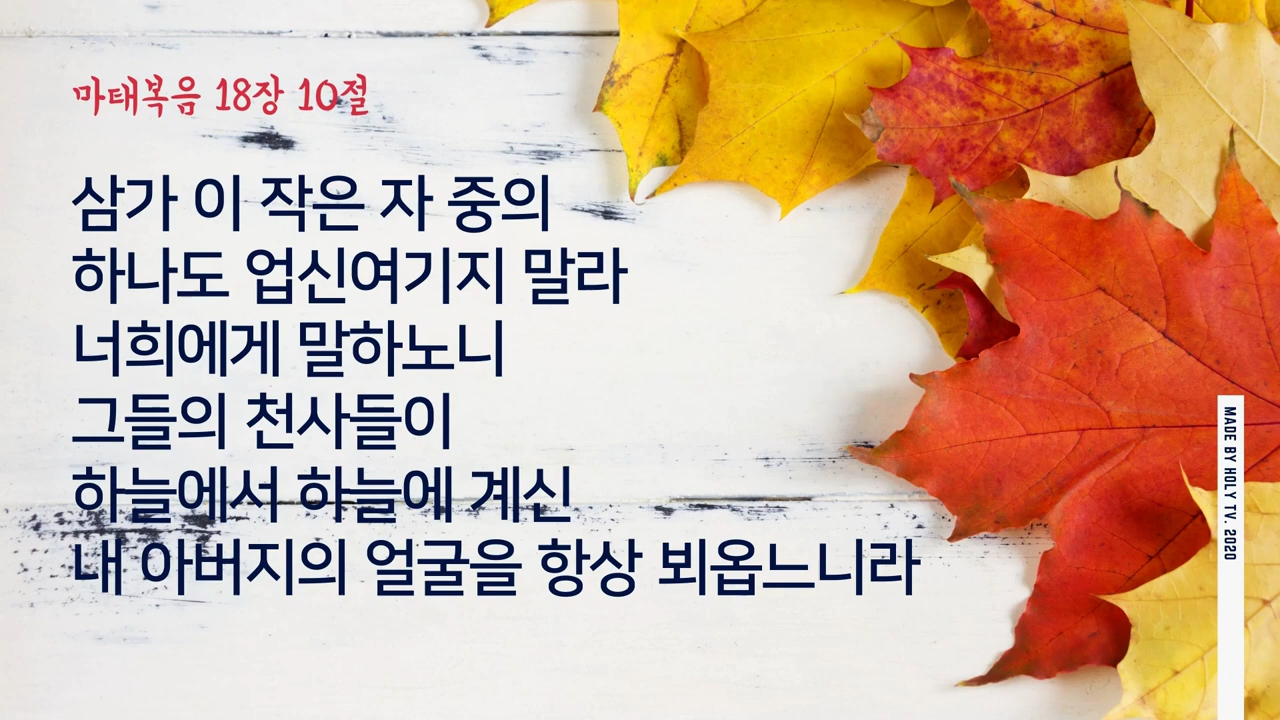 마태복음 18장 10절
삼가 이 작은 자 중의
하나도 업신여기지 말라
너희에게 말하노니
그들의 천사들이
하늘에서 하늘에 계신
내 아버지의 얼굴을 항상 뵈옵느니라
MADE BY HOLY TV. 2020